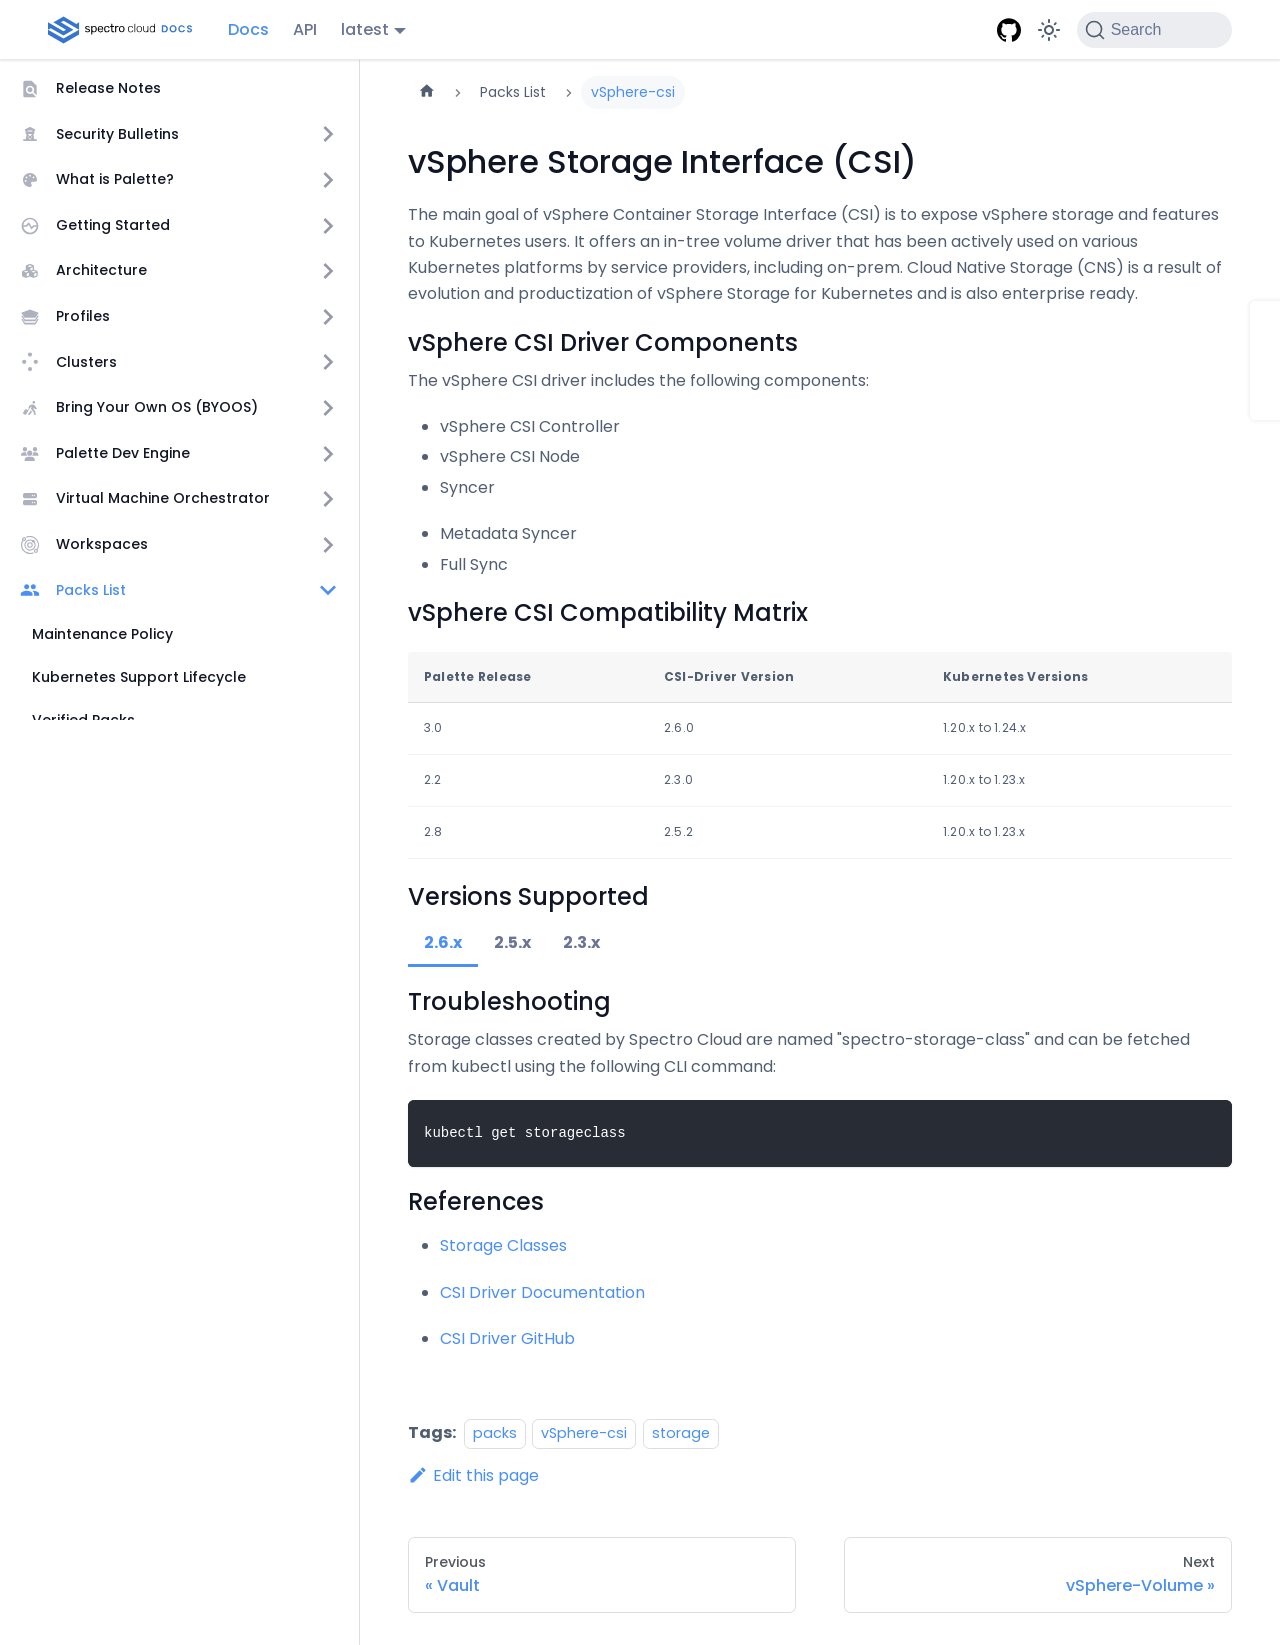 spectro cloud DOCS Docs API latest Search
Release Notes
Security Bulletins
What is Palette?
Getting Started
Architecture
Profiles
Clusters
Bring Your Own OS (BYOOS)
Palette Dev Engine
Virtual Machine Orchestrator
Workspaces
Packs List
Maintenance Policy
Kubernetes Support Lifecycle
Verified Packs
Packs List vSphere-csi
vSphere Storage Interface (CSI)
The main goal of vSphere Container Storage Interface (CSI) is to expose vSphere storage and features
to Kubernetes users. It offers an in-tree volume driver that has been actively used on various
Kubernetes platforms by service providers, including on-prem. Cloud Native Storage (CNS) is a result of
evolution and productization of vSphere Storage for Kubernetes and is also enterprise ready.
vSphere CSI Driver Components
The vSphere CSI driver includes the following components:
vSphere CSI Controller
vSphere CSI Node
Syncer
Metadata Syncer
Full Sync
vSphere CSI Compatibility Matrix
Palette Release CSI-Driver Version Kubernetes Versions
3.0 2.6.0 1.20.x to 1.24.x
2.2 2.3.0 1.20.x to 1.23.x
2.8 2.5.2 1.20.x to 1.23.x
Versions Supported
2.6.x 2.5.x 2.3.x
Troubleshooting
Storage classes created by Spectro Cloud are named "spectro-storage-class" and can be fetched
from kubectl using the following CLI command:
kubectl get storageclass
References
Storage Classes
CSI Driver Documentation
CSI Driver GitHub
Tags: packs vSphere-csi storage
Edit this page
Previous
« Vault
Next
vSphere-Volume »